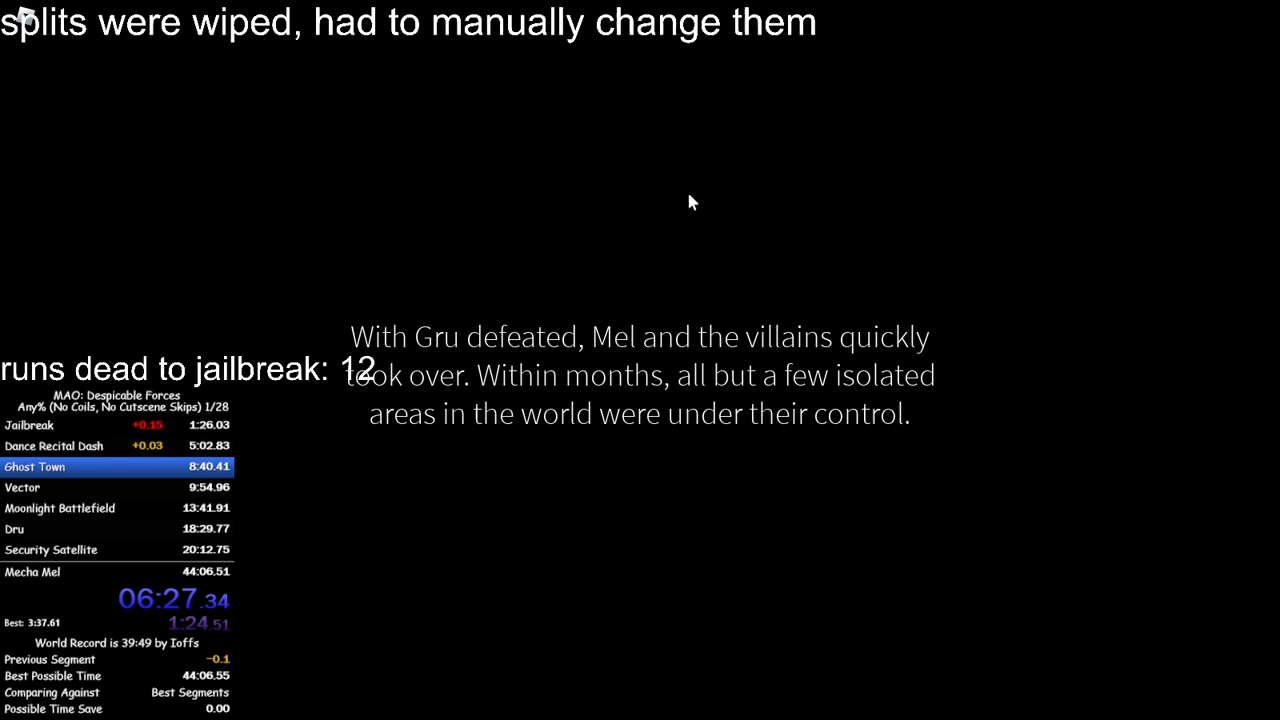 splits were wiped, had to manually change them
With Gru defeated, Mel and the villains quickly
took over. Within months, all but a few isolated
areas in the world were under their control.
runs dead to jailbreak: 12
MAO: Despicable Forces
Any% (No Coils, No Cutscene Skips) 1/28
Jailbreak +0.15 1:26.03
Dance Recital Dash +0.03 5:02.83
Ghost Town 8:40.41
Vector 9:54.96
Moonlight Battlefield 13:41.91
Dru 18:29.77
Security Satellite 20:12.75
Mecha Mel 44:06.51
06:27.34
Best: 3:37.61 1:24.51
World Record is 39:49 by Ioffs
Previous Segment -0.1
Best Possible Time 44:06.55
Comparing Against Best Segments
Possible Time Save 0.00